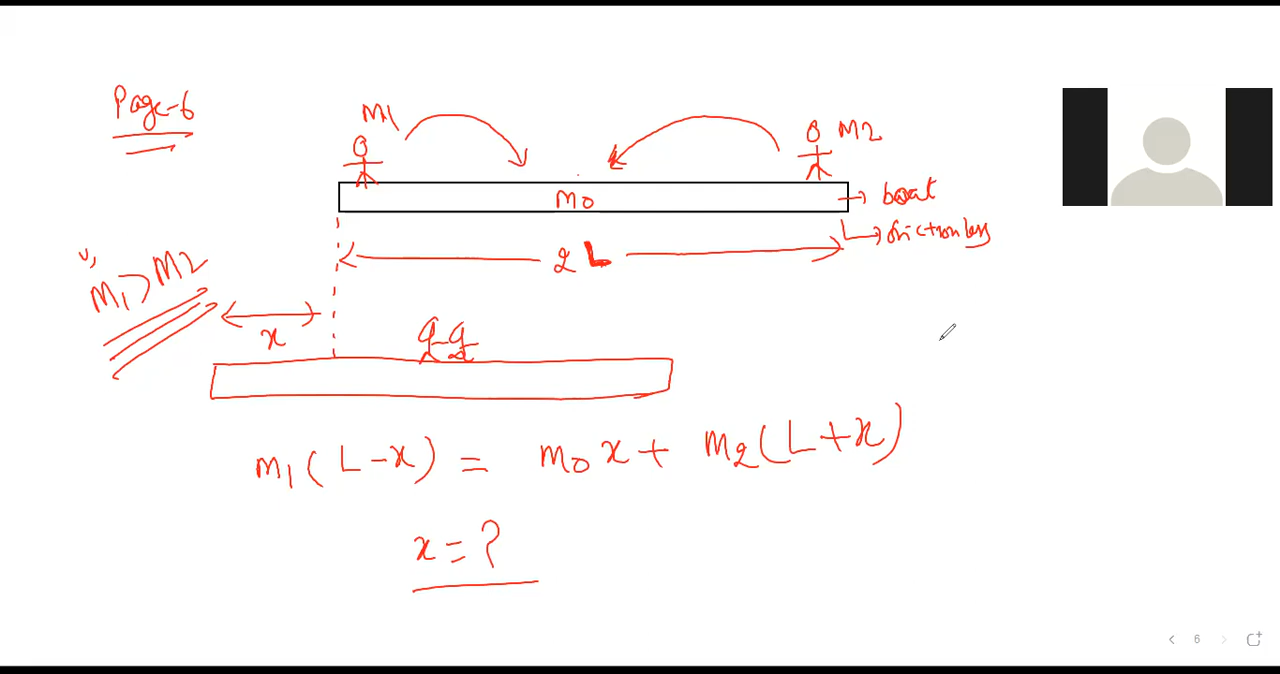 Page-6
M1
M2
M0
→ boat
↳ frictionless
2L
M1 > M2
x
m1(L-x) = m0x + m2(L+x)
x = ?
6